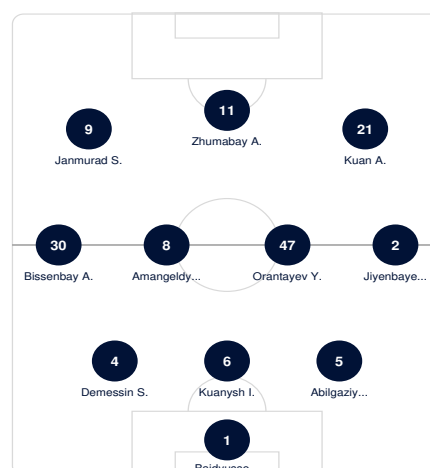 11
9
21
Zhumabay A.
Janmurad S.
Kuan A.
30
8
47
2
Bissenbay A.
Amangeldy...
Orantayev Y.
Jiyenbaye...
4
6
5
Demessin S.
Kuanysh I.
Abilgaziy...
1